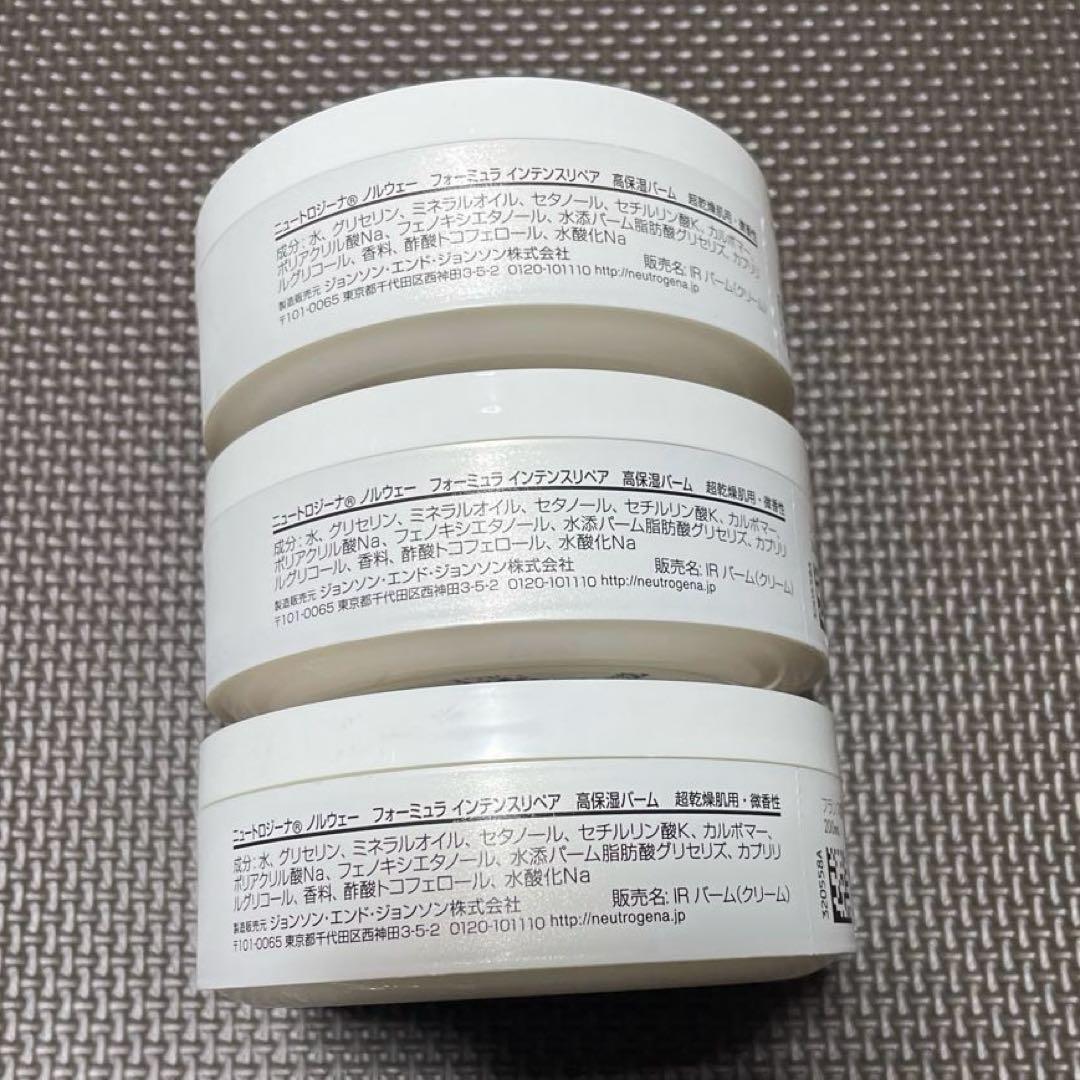 ニュートロジーナ® ノルウェー フォーミュラ インテンスリペア 高保湿バーム 超乾燥肌用・微香性
成分：水、グリセリン、ミネラルオイル、セタノール、セチルリン酸K、カルボマー、
ポリアクリル酸Na、フェノキシエタノール、水添パーム脂肪酸グリセリズ、カプリリ
ルグリコール、香料、酢酸トコフェロール、水酸化Na
製造販売元 ジョンソン・エンド・ジョンソン株式会社 販売名：IR バーム(クリーム)
〒101-0065 東京都千代田区西神田3-5-2 0120-101110 http://neutrogena.jp
ニュートロジーナ® ノルウェー フォーミュラ インテンスリペア 高保湿バーム 超乾燥肌用・微香性
成分：水、グリセリン、ミネラルオイル、セタノール、セチルリン酸K、カルボマー、
ポリアクリル酸Na、フェノキシエタノール、水添パーム脂肪酸グリセリズ、カプリリ
ルグリコール、香料、酢酸トコフェロール、水酸化Na
製造販売元 ジョンソン・エンド・ジョンソン株式会社 販売名：IR バーム(クリーム)
〒101-0065 東京都千代田区西神田3-5-2 0120-101110 http://neutrogena.jp
ニュートロジーナ® ノルウェー フォーミュラ インテンスリペア 高保湿バーム 超乾燥肌用・微香性
成分：水、グリセリン、ミネラルオイル、セタノール、セチルリン酸K、カルボマー、
ポリアクリル酸Na、フェノキシエタノール、水添パーム脂肪酸グリセリズ、カプリリ
ルグリコール、香料、酢酸トコフェロール、水酸化Na
製造販売元 ジョンソン・エンド・ジョンソン株式会社 販売名：IR バーム(クリーム)
〒101-0065 東京都千代田区西神田3-5-2 0120-101110 http://neutrogena.jp
フラン
200m
320558A